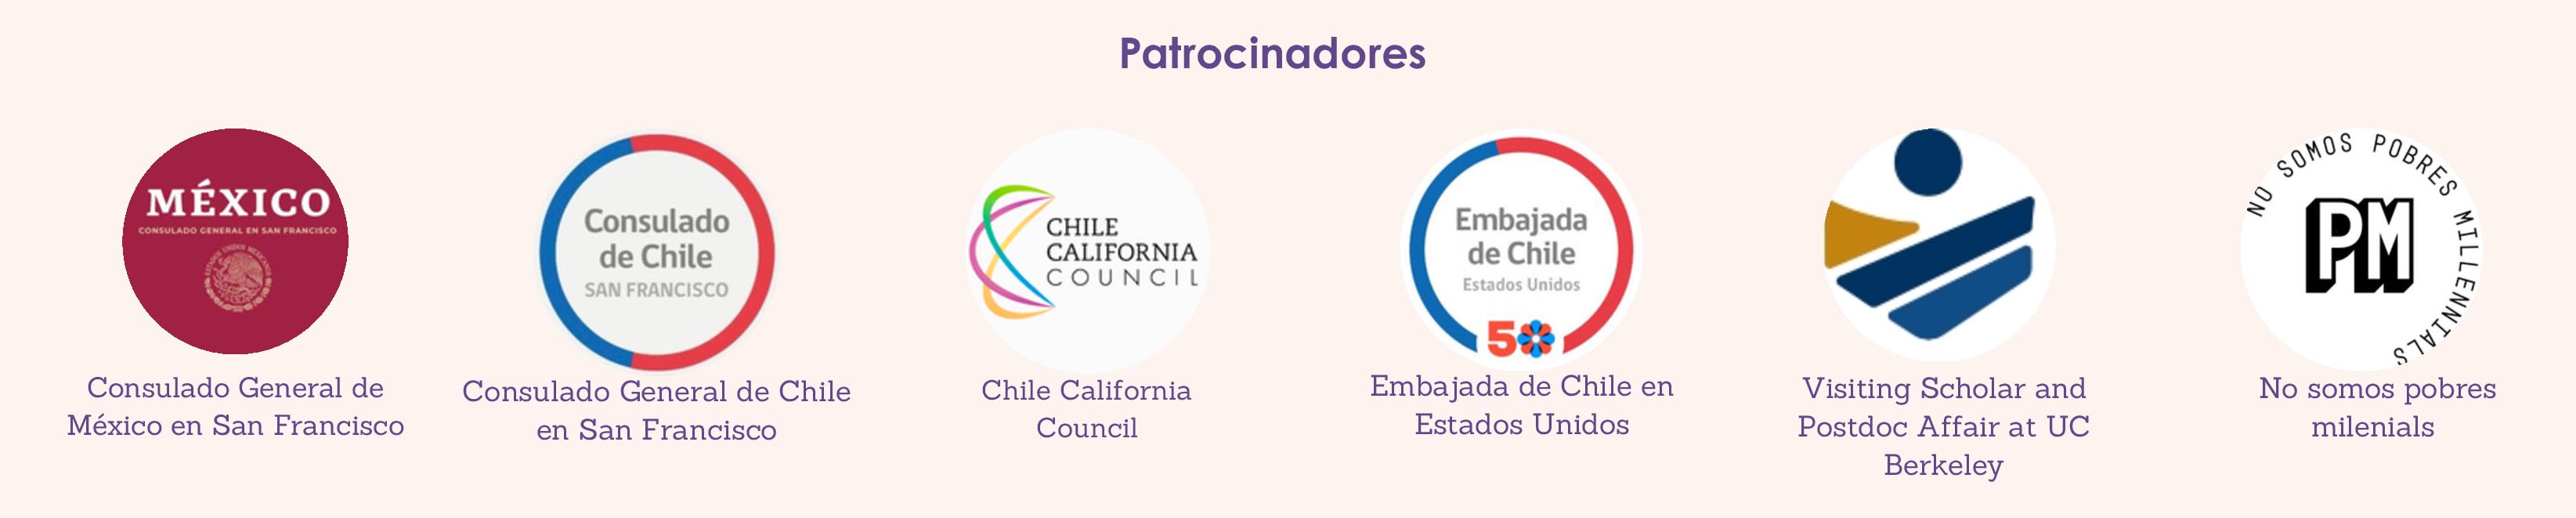 Patrocinadores
MÉXICO
CONSULADO GENERAL EN SAN FRANCISCO
ESTADOS UNIDOS MEXICANOS
Consulado General de
México en San Francisco
Consulado
de Chile
SAN FRANCISCO
Consulado General de Chile
en San Francisco
CHILE
CALIFORNIA
COUNCIL
Chile California
Council
Embajada
de Chile
Estados Unidos
50
Embajada de Chile en
Estados Unidos
Visiting Scholar and
Postdoc Affair at UC
Berkeley
NO SOMOS POBRES MILLENNIALS
PM
No somos pobres
milenials